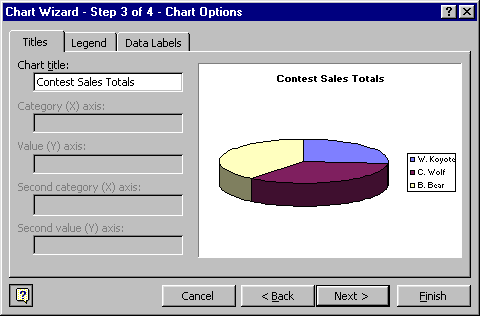 Chart Wizard - Step 3 of 4 - Chart Options
Titles Legend Data Labels
Chart title:
Contest Sales Totals
Category (X) axis:
Value (Y) axis:
Second category (X) axis:
Second value (Y) axis:
Contest Sales Totals
W. Koyote
C. Wolf
B. Bear
Cancel < Back Next > Finish